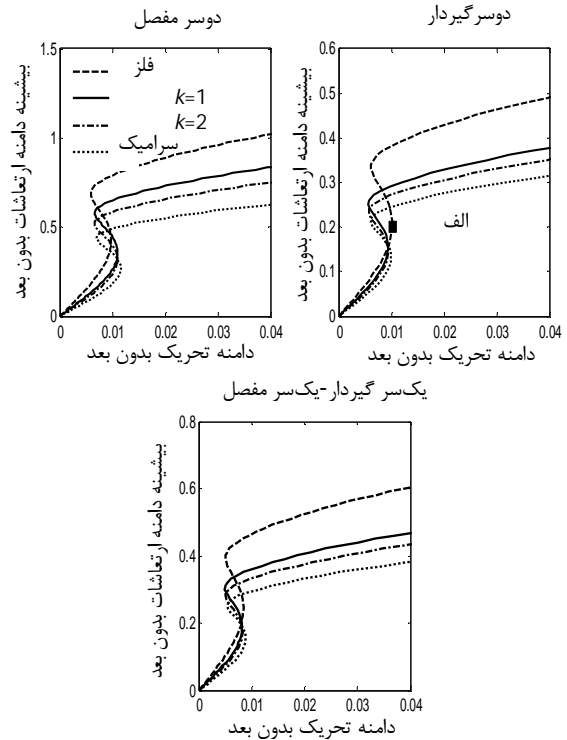 دوسر مفصل
بیشینه دامنه ارتعاشات بدون بعد
1.5
1
0.5
0
فلز
k=1
k=2
سرامیک
0 0.01 0.02 0.03 0.04
دامنه تحریک بدون بعد
دوسرگیردار
بیشینه دامنه ارتعاشات بدون بعد
0.6
0.5
0.4
0.3
0.2
0.1
0
الف
0 0.01 0.02 0.03 0.04
دامنه تحریک بدون بعد
یک‌سر گیردار-یک‌سر مفصل
بیشینه دامنه ارتعاشات بدون بعد
0.8
0.6
0.4
0.2
0
0 0.01 0.02 0.03 0.04
دامنه تحریک بدون بعد